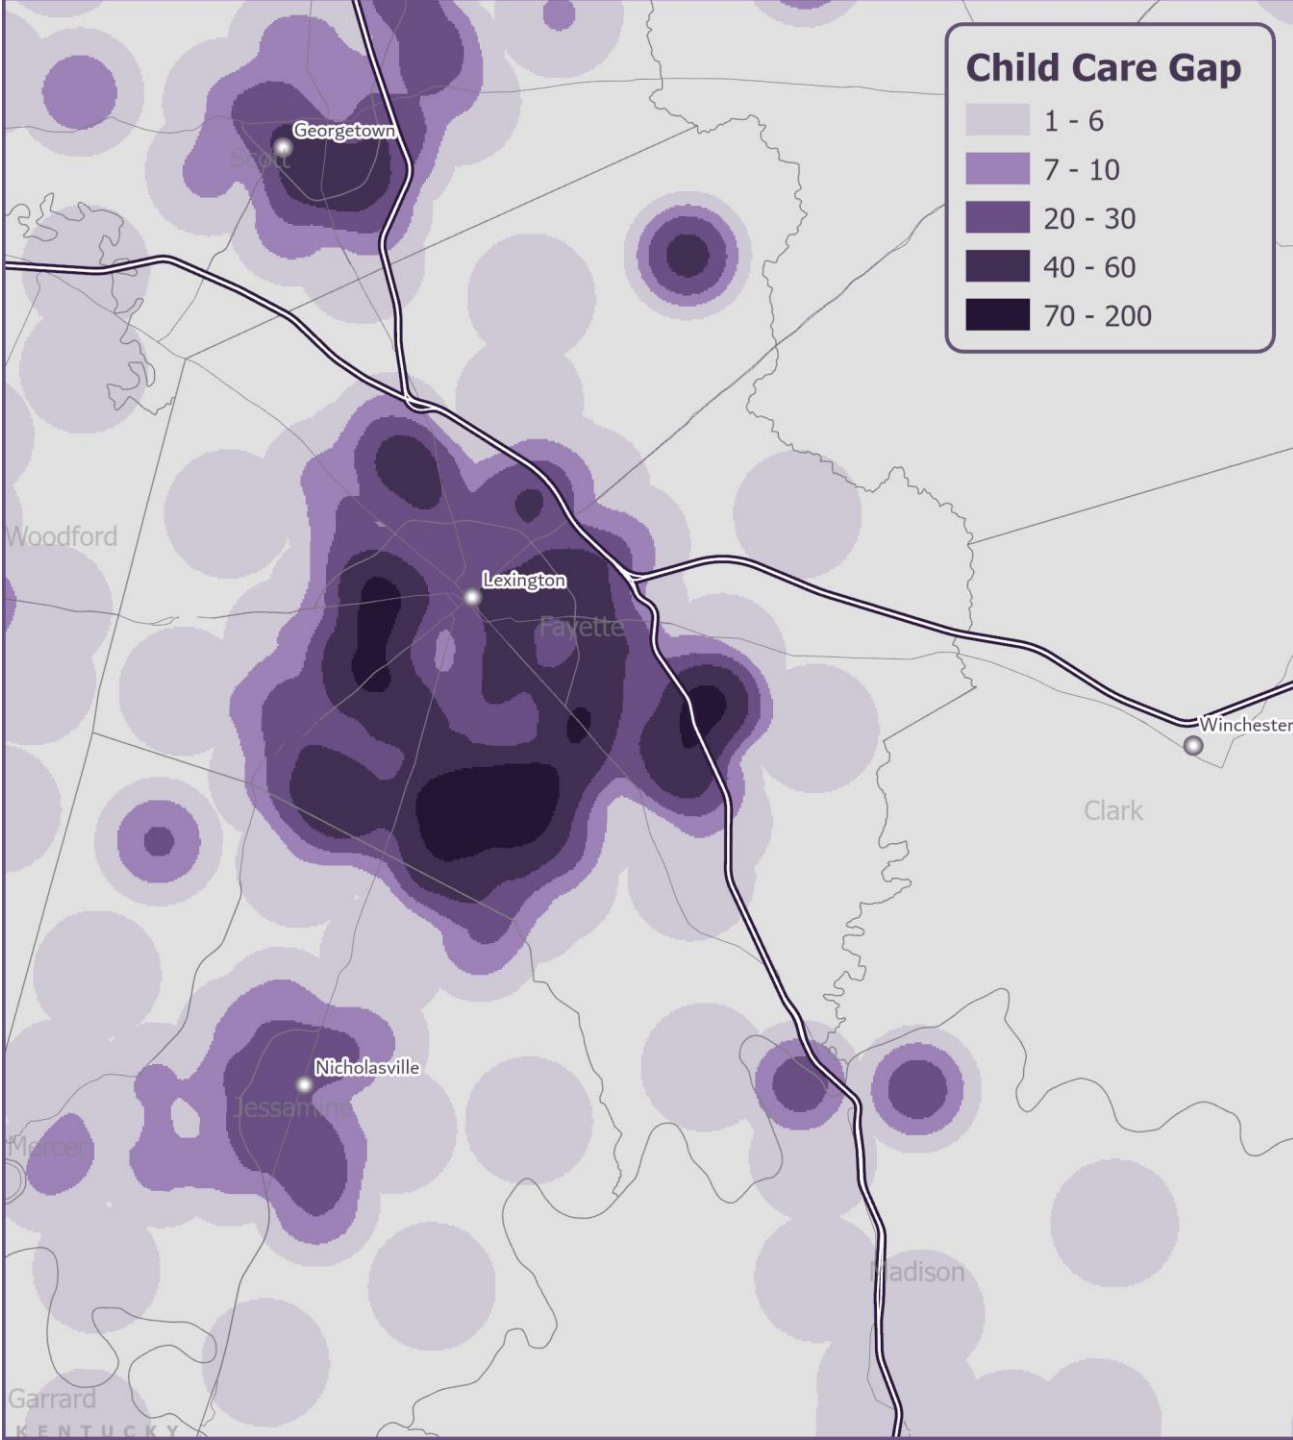 Child Care Gap
1 - 6
7 - 10
20 - 30
40 - 60
70 - 200
Georgetown
Scott
Woodford
Lexington
Fayette
Winchester
Clark
Nicholasville
Jessamine
Mercer
Madison
Garrard
KENTUCKY